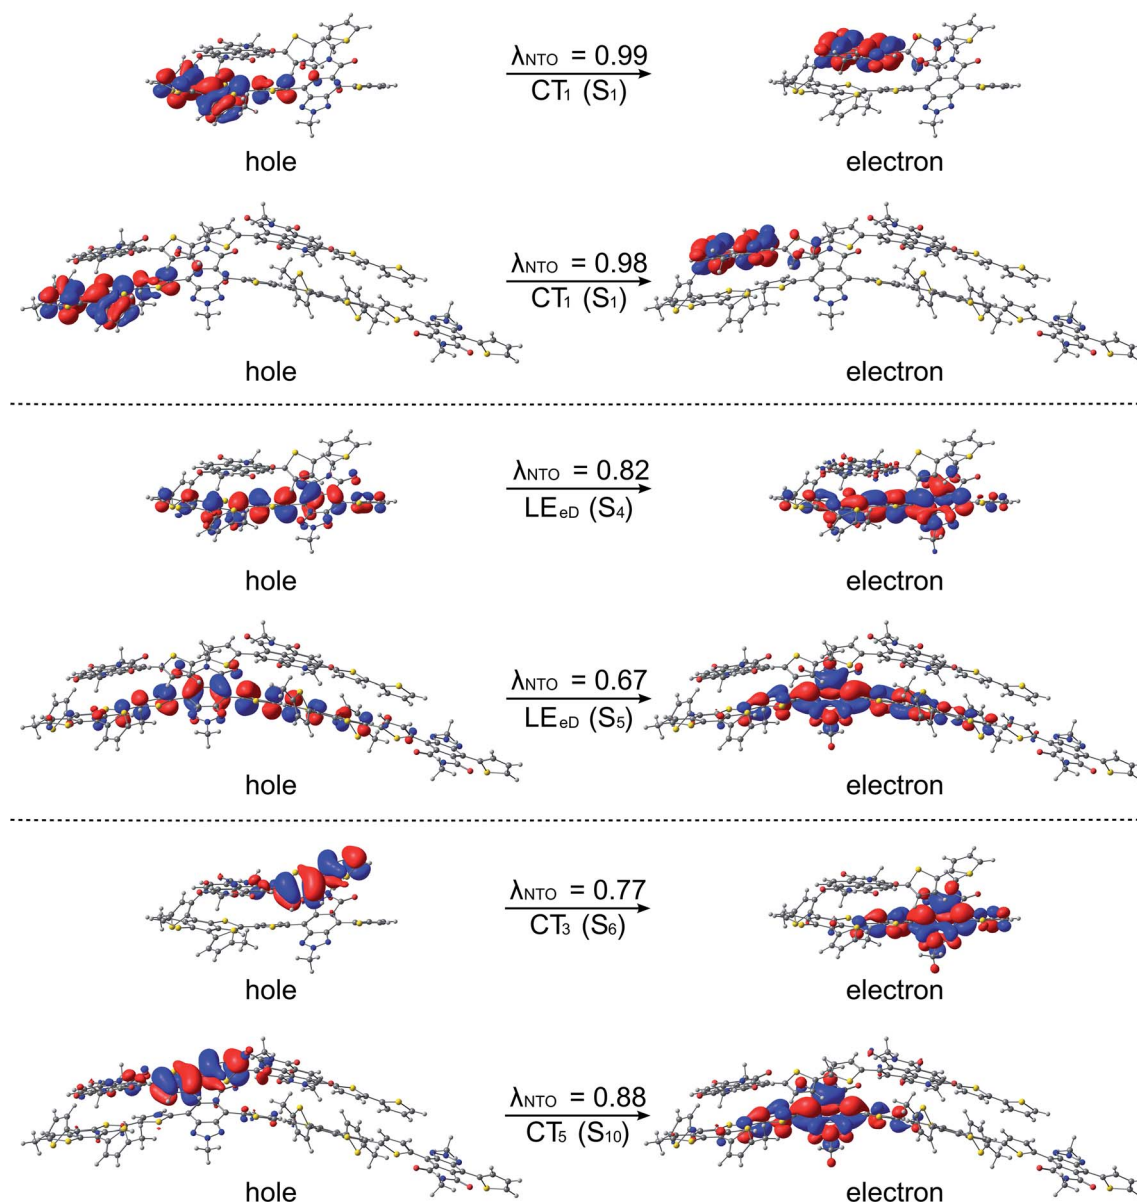 λNTO = 0.99
CT₁ (S₁)
hole
electron
λNTO = 0.98
CT₁ (S₁)
hole
electron
λNTO = 0.82
LEeD (S₄)
hole
electron
λNTO = 0.67
LEeD (S₅)
hole
electron
λNTO = 0.77
CT₃ (S₆)
hole
electron
λNTO = 0.88
CT₅ (S₁₀)
hole
electron